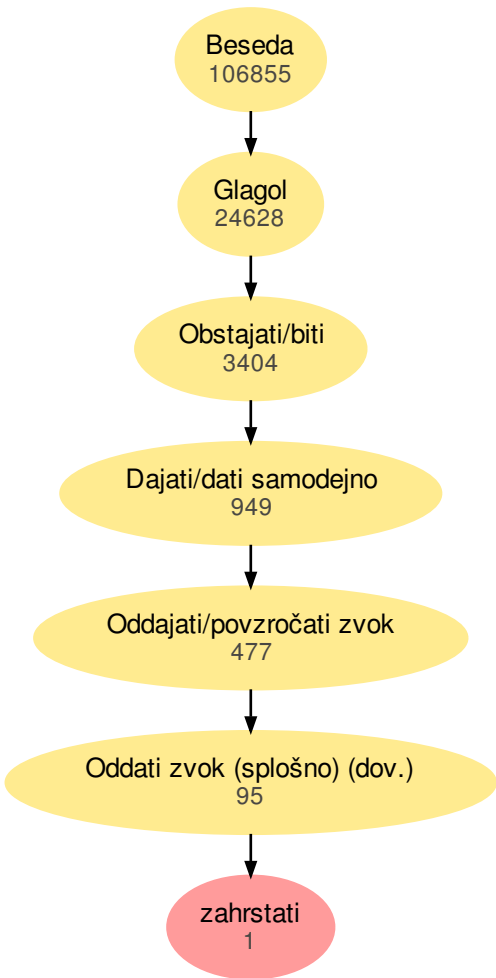 Beseda
106855
Glagol
24628
Obstajati/biti
3404
Dajati/dati samodejno
949
Oddajati/povzročati zvok
477
Oddati zvok (splošno) (dov.)
95
zahrstati
1